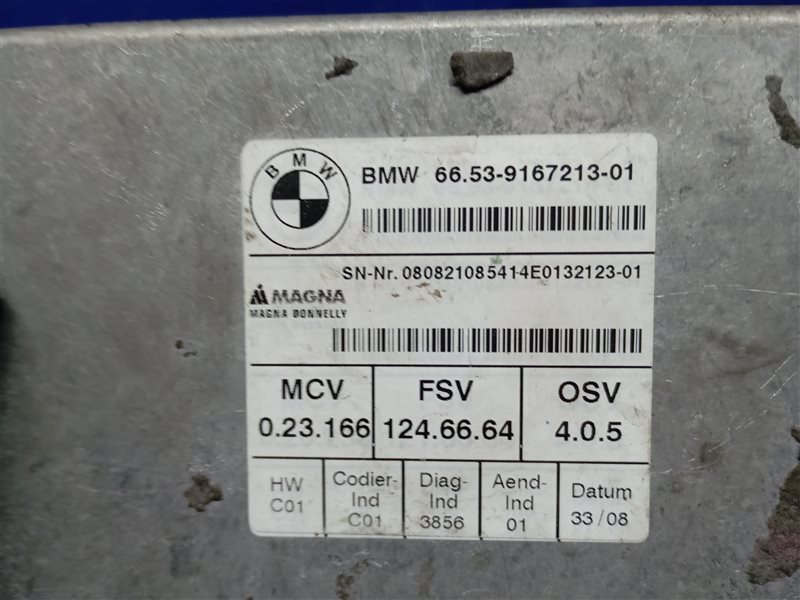 BMW
BMW 66.53-9167213-01
SN-Nr. 080821085414E0132123-01
MAGNA
MAGNA DONNELLY
MCV FSV OSV
0.23.166 124.66.64 4.0.5
HW Codier- Diag- Aend- Datum
C01 Ind Ind Ind 33/08
C01 3856 01